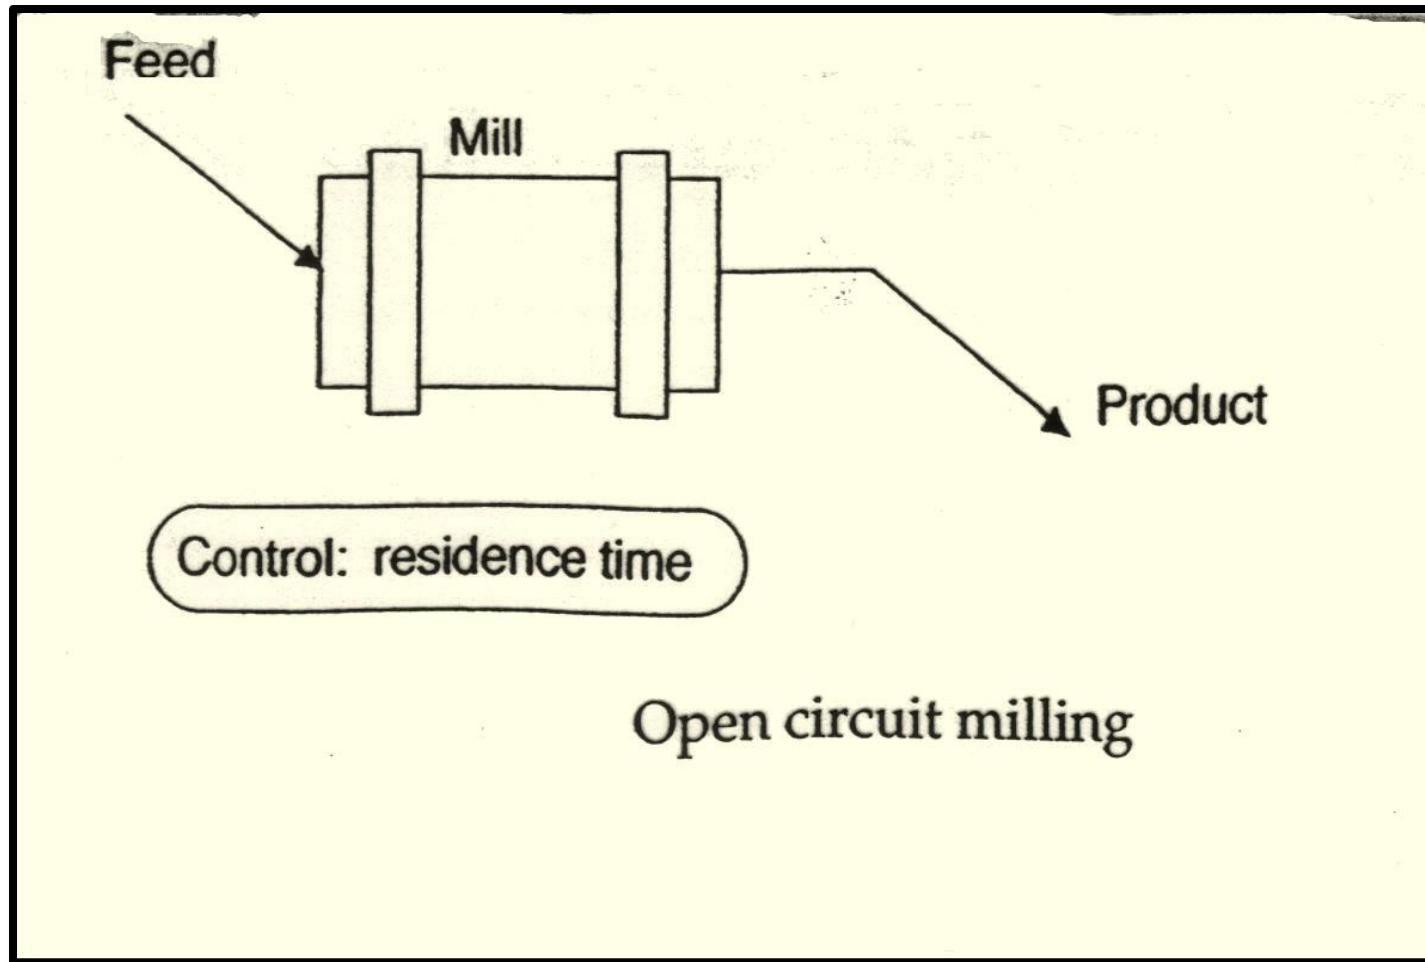 Feed
Mill
Product
Control: residence time
Open circuit milling